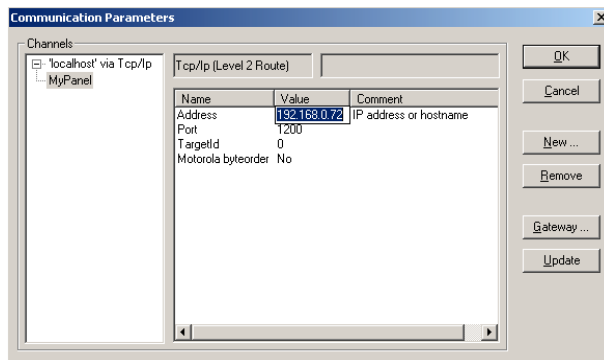 Communication Parameters
Channels
'localhost' via Tcp/Ip
MyPanel
Tcp/Ip (Level 2 Route)
Name Value Comment
Address 192.168.0.72 IP address or hostname
Port 1200
TargetId 0
Motorola byteorder No
OK
Cancel
New ...
Remove
Gateway ...
Update